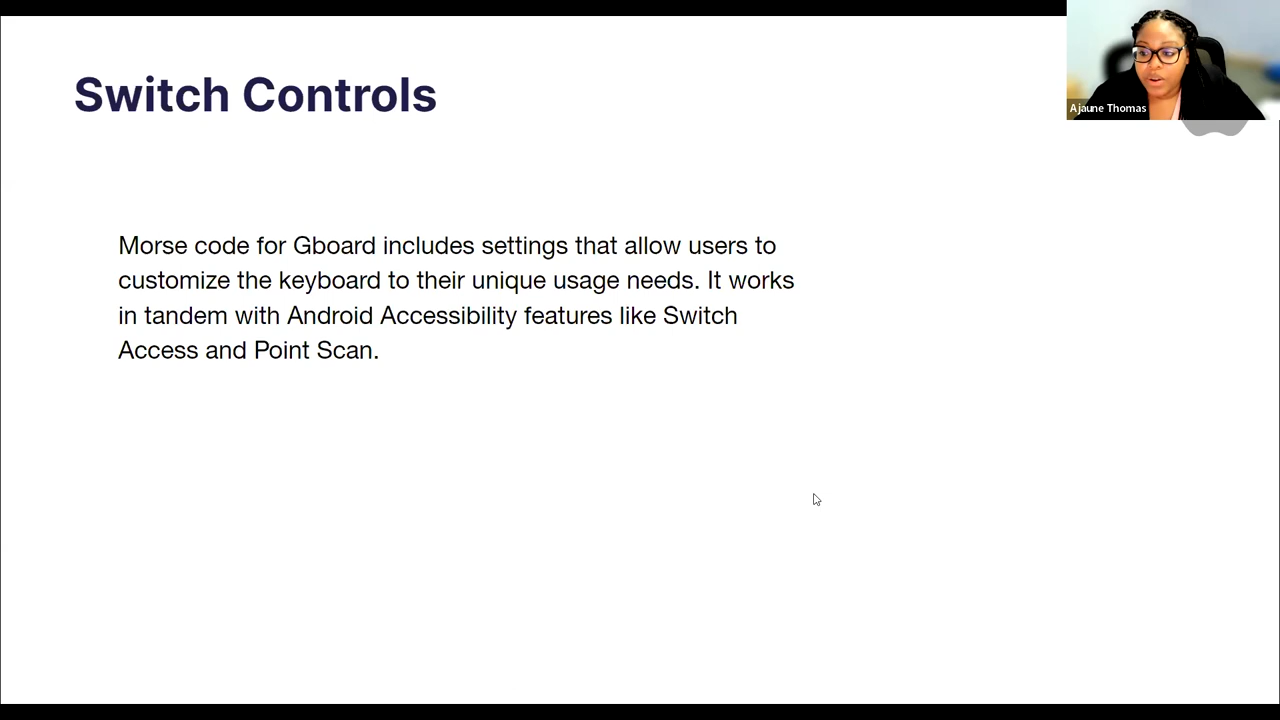 Switch Controls
Ajaune Thomas
Morse code for Gboard includes settings that allow users to
customize the keyboard to their unique usage needs. It works
in tandem with Android Accessibility features like Switch
Access and Point Scan.